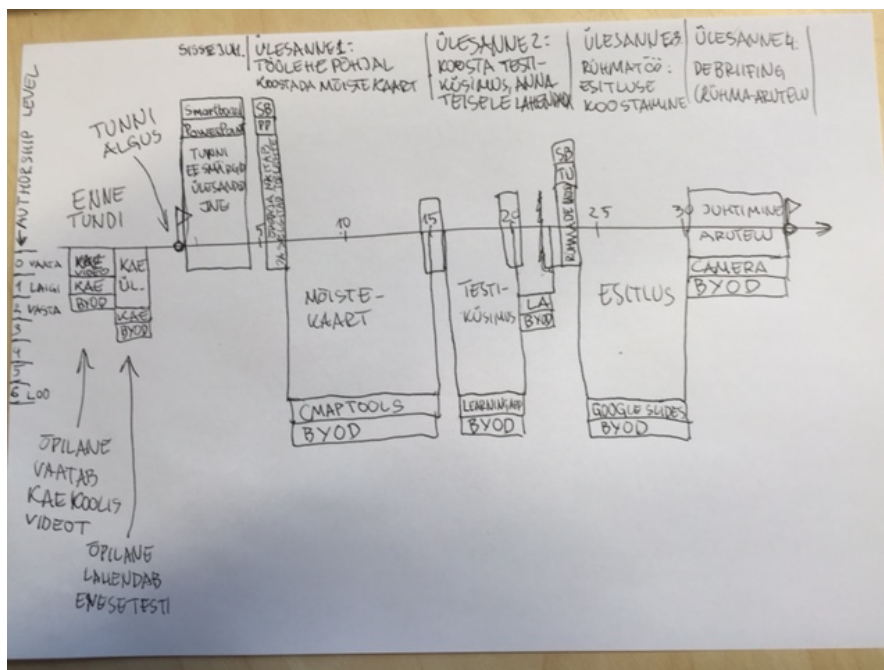 SISSEJUH.
ÜLESANNE 1:
TÖÖLEHE PÕHJAL
KOOSTADA MÕISTE KAART
ÜLESANNE 2:
KOOSTA TESTI-
KÜSIMUS, ANNA
TEISELE LAHENDADA
ÜLESANNE 3:
RÜHMATÖÖ:
ESITLUSE
KOOSTAMINE
ÜLESANNE 4:
DEBRIIFING
(RÜHMA-ARUTELU)
AUTHORSHIP LEVEL
0 VAATA
1 LAIGI
2 VASTA
3
4
5
6 LOO
ENNE
TUNDI
TUNNI
ALGUS
KAE
VIDEO
KAE
BYOD
KAE
ÜL...
KAE
BYOD
Smartboard
PowerPoint
TUNNI
EESMÄRGID
ÜLESANDED
JNE
SB
PP
5
10
15
20
25
30
MÕISTE-
KAART
CMAPTOOLS
BYOD
TESTI-
KÜSIMUS
LEARNINGAPP
BYOD
LA
BYOD
SB
ESITLUS
GOOGLE SLIDES
BYOD
JUHTIMINE
ARUTELU
CAMERA
BYOD
ÕPILANE
VAATAB
KAE KOOLIS
VIDEOT
ÕPILANE
LAHENDAB
ENESETESTI